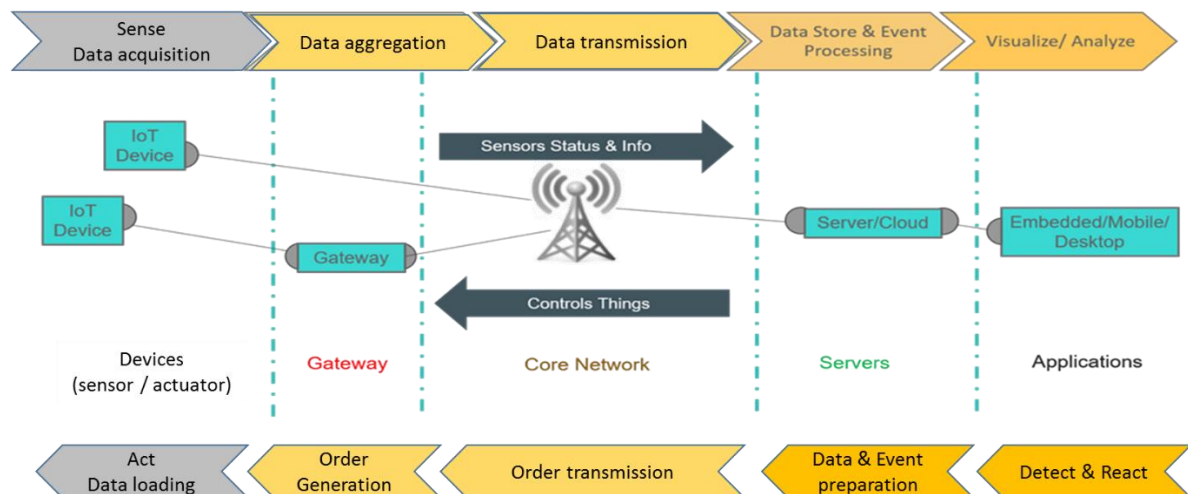 Sense
Data acquisition
Data aggregation
Data transmission
Data Store & Event
Processing
Visualize/ Analyze
IoT
Device
Sensors Status & Info
IoT
Device
Gateway
Server/Cloud
Embedded/Mobile/
Desktop
Controls Things
Devices
(sensor / actuator)
Gateway
Core Network
Servers
Applications
Act
Data loading
Order
Generation
Order transmission
Data & Event
preparation
Detect & React